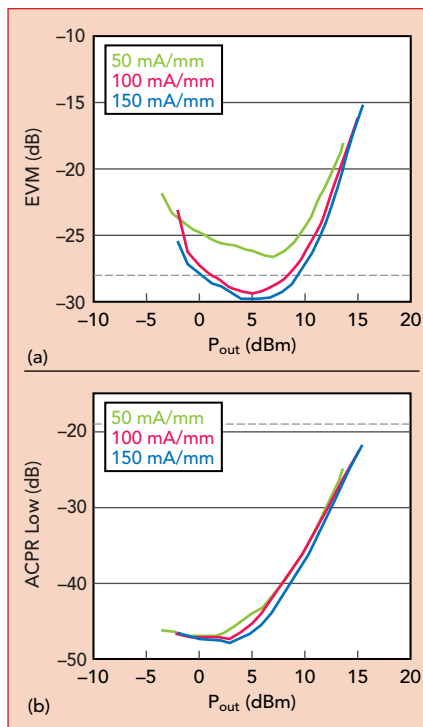 −10
50 mA/mm
100 mA/mm
150 mA/mm
−15
−20
−25
−30
EVM (dB)
−10 −5 0 5 10 15 20
P_out (dBm)
(a)
50 mA/mm
100 mA/mm
150 mA/mm
−20
−30
−40
−50
ACPR Low (dB)
−10 −5 −0 5 10 15 20
P_out (dBm)
(b)